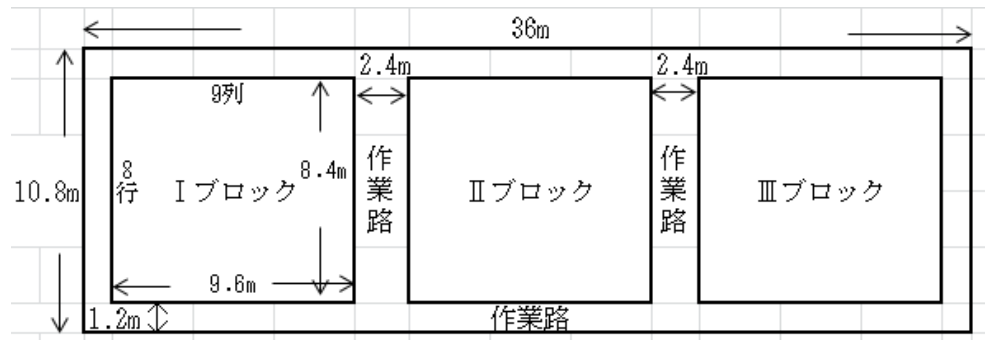 36m
2.4m
2.4m
9列
10.8m
8行
Ⅰブロック
8.4m
作業路
Ⅱブロック
作業路
Ⅲブロック
9.6m
1.2m
作業路